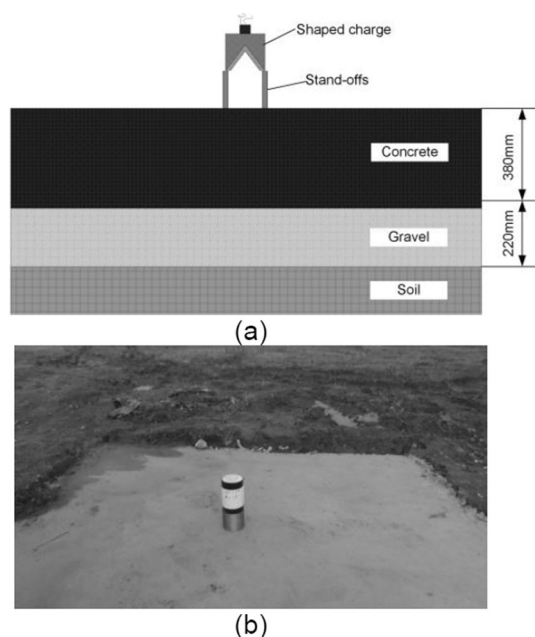 Shaped charge
Stand-offs
Concrete
380mm
Gravel
220mm
Soil
(a)
(b)